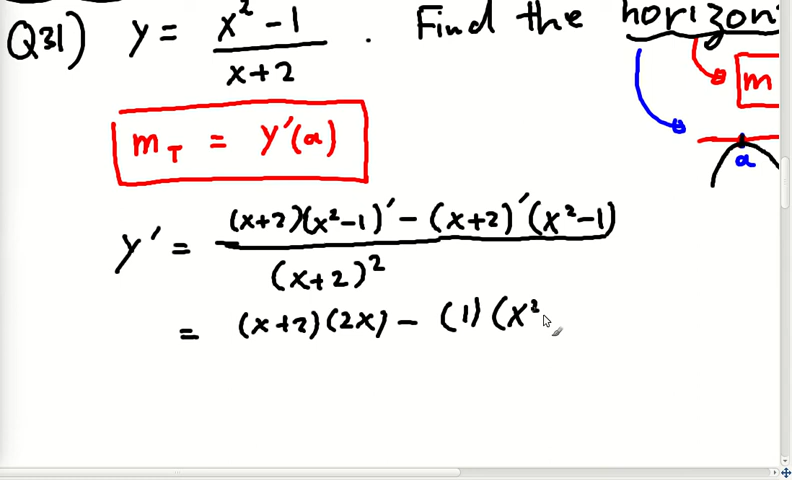 Q31) y = x² - 1 / x+2 . Find the horizon
m
m_T = y'(a)
a
y' = (x+2)(x²-1)' - (x+2)'(x²-1) / (x+2)²
= (x+2)(2x) - (1)(x²